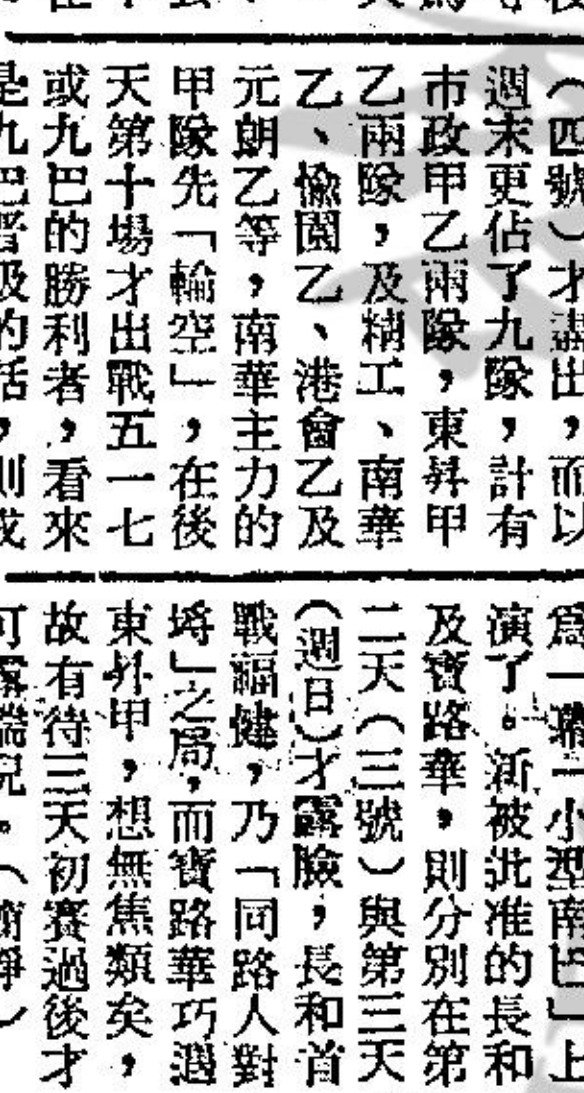 （四號）才盡出，而以
週末更佔了九隊，計有
市政甲乙兩隊，東昇甲
乙兩隊，及精工、南華
乙、愉園乙、港會乙及
元朗乙等，南華主力的
甲隊先「輪空」，在後
天第十場才出戰五一七
或九巴的勝利者，看來
是九巴晋級的話，則或
為一幕一小型南巴」上
演了。新被批准的長和
及寶路華，則分別在第
二天（三號）與第三天
（週日）才露臉，長和首
戰福健，乃「同路人對
埓」之局，而寶路華巧遇
東昇甲，想無焦類矣，
故有待三天初賽過後才
可露端倪。（